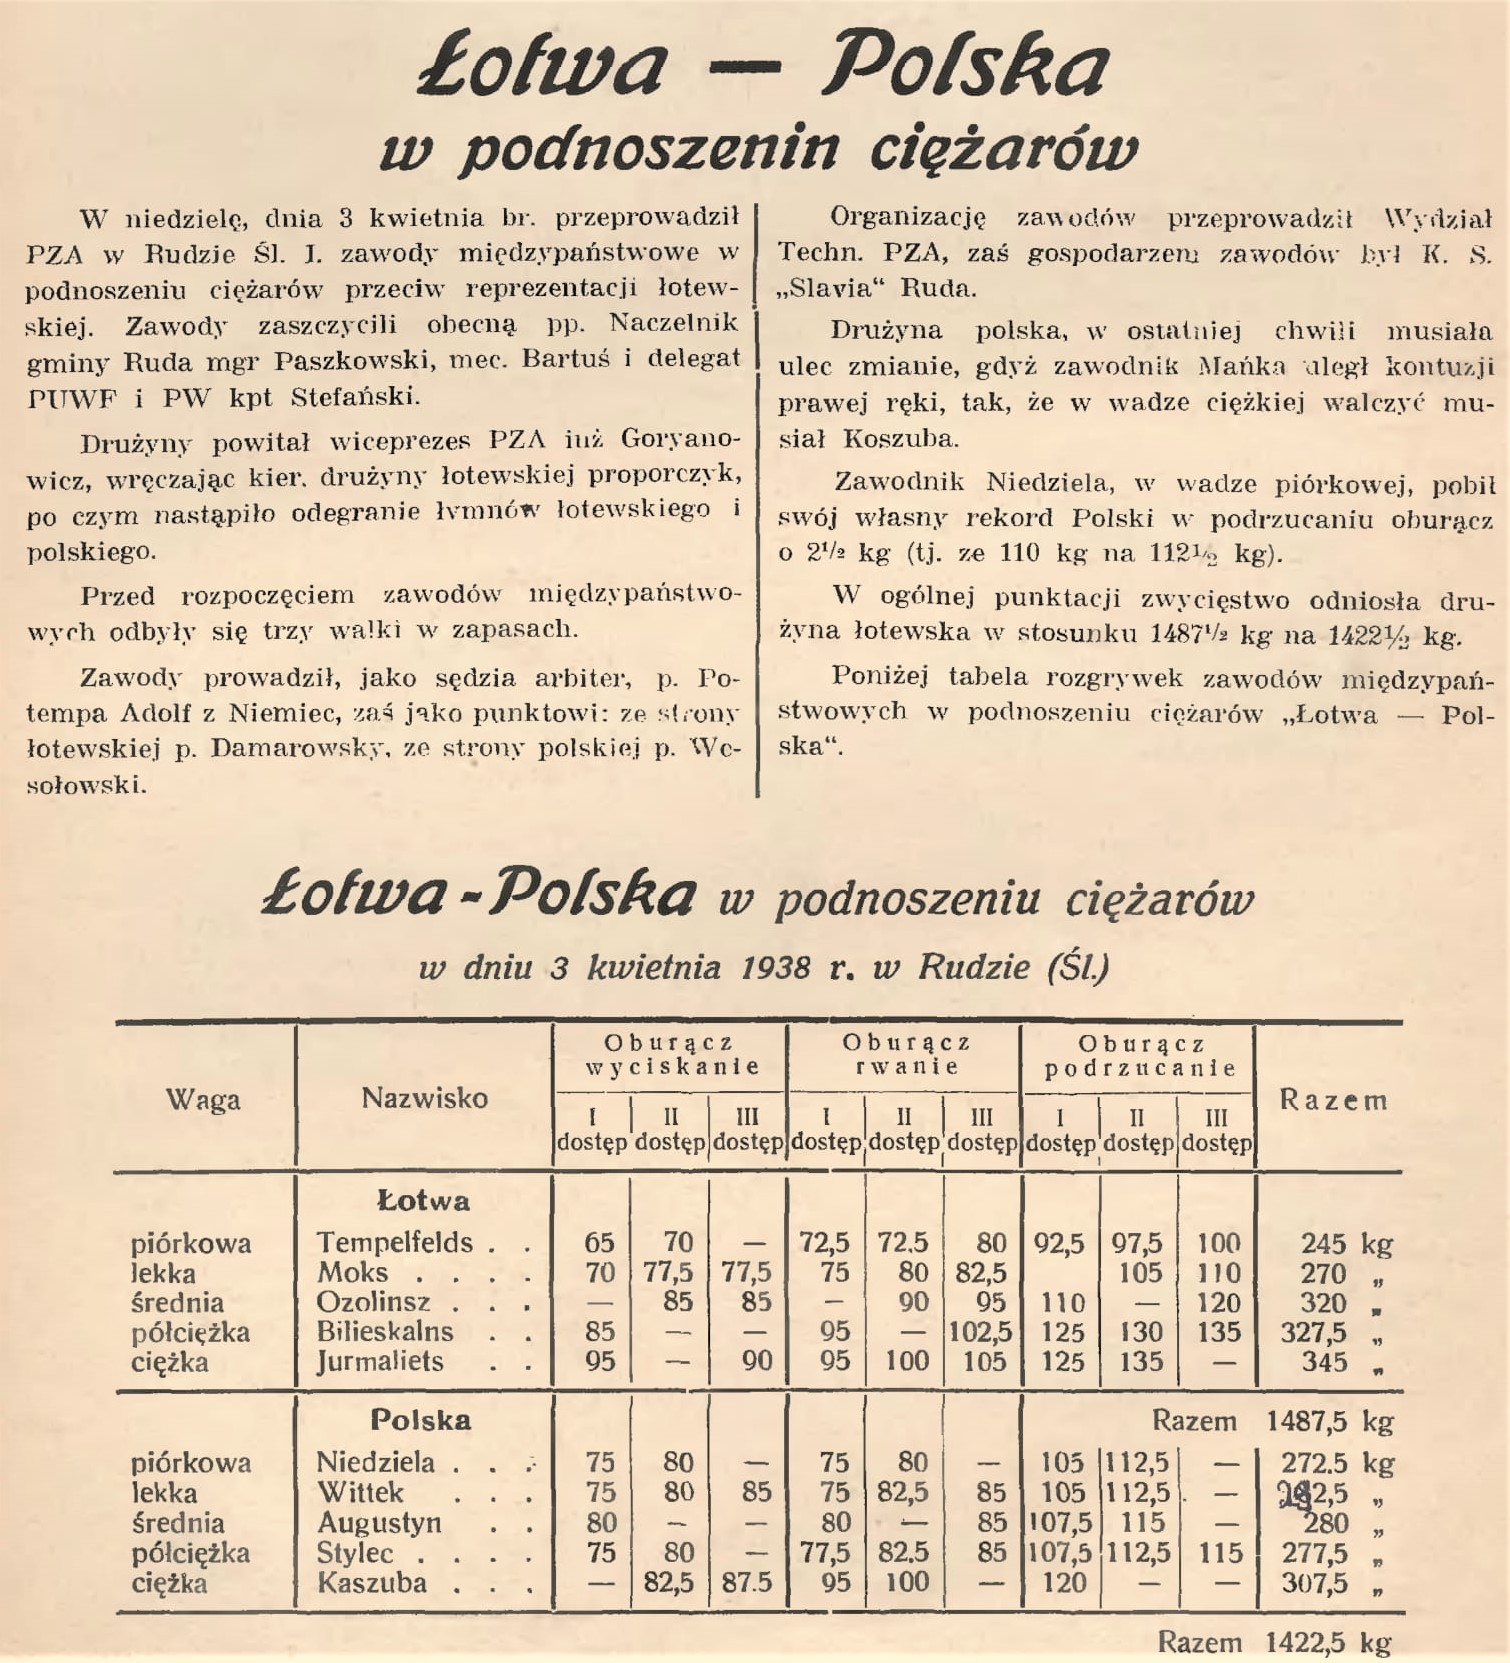 Łotwa — Polska
w podnoszenin ciężarów
W niedzielę, dnia 3 kwietnia br. przeprowadził
PZA w Rudzie Śl. I. zawody międzypaństwowe w
podnoszeniu ciężarów przeciw reprezentacji łotew-
skiej. Zawody zaszczycili obecną pp. Naczelnik
gminy Ruda mgr Paszkowski, mec. Bartuś i delegat
PUWF i PW kpt Stefański.
Drużyny powitał wiceprezes PZA inż Goryano-
wicz, wręczając kier. drużyny łotewskiej proporczyk,
po czym nastąpiło odegranie hymnów łotewskiego i
polskiego.
Przed rozpoczęciem zawodów międzypaństwo-
wych odbyły się trzy walki w zapasach.
Zawody prowadził, jako sędzia arbiter, p. Po-
tempa Adolf z Niemiec, zaś jako punktowi: ze strony
łotewskiej p. Damarowsky, ze strony polskiej p. We-
sołowski.
Organizację zawodów przeprowadził Wydział
Techn. PZA, zaś gospodarzem zawodów był K. S.
„Slavia“ Ruda.
Drużyna polska, w ostatniej chwili musiała
ulec zmianie, gdyż zawodnik Mańka uległ kontuzji
prawej ręki, tak, że w wadze ciężkiej walczyć mu-
siał Koszuba.
Zawodnik Niedziela, w wadze piórkowej, pobił
swój własny rekord Polski w podrzucaniu oburącz
o 2½ kg (tj. ze 110 kg na 112½ kg).
W ogólnej punktacji zwycięstwo odniosła dru-
żyna łotewska w stosunku 1487½ kg na 1422½ kg.
Poniżej tabela rozgrywek zawodów międzypań-
stwowych w podnoszeniu ciężarów „Łotwa — Pol-
ska“.
Łotwa - Polska w podnoszeniu ciężarów
w dniu 3 kwietnia 1938 r. w Rudzie (Śl.)
Waga Nazwisko Oburącz wyciskanie Oburącz rwanie Oburącz podrzucanie Razem
I dostęp II dostęp III dostęp I dostęp II dostęp III dostęp I dostęp II dostęp III dostęp
Łotwa
piórkowa Tempelfelds . . 65 70 — 72,5 72.5 80 92,5 97,5 100 245 kg
lekka Moks . . . . 70 77,5 77,5 75 80 82,5 105 110 270 „
średnia Ozolinsz . . . — 85 85 — 90 95 110 — 120 320 „
półciężka Bilieskalns . . 85 — — 95 — 102,5 125 130 135 327,5 „
ciężka Jurmaliets . . 95 — 90 95 100 105 125 135 — 345 „
Polska Razem 1487,5 kg
piórkowa Niedziela . . . 75 80 — 75 80 — 105 112,5 — 272.5 kg
lekka Wittek . . . 75 80 85 75 82,5 85 105 112,5 — 2,5 „
średnia Augustyn . . 80 — — 80 — 85 107,5 115 — 280 „
półciężka Stylec . . . . 75 80 — 77,5 82.5 85 107,5 112,5 115 277,5 „
ciężka Kaszuba . . . — 82,5 87.5 95 100 — 120 — — 307,5 „
Razem 1422,5 kg